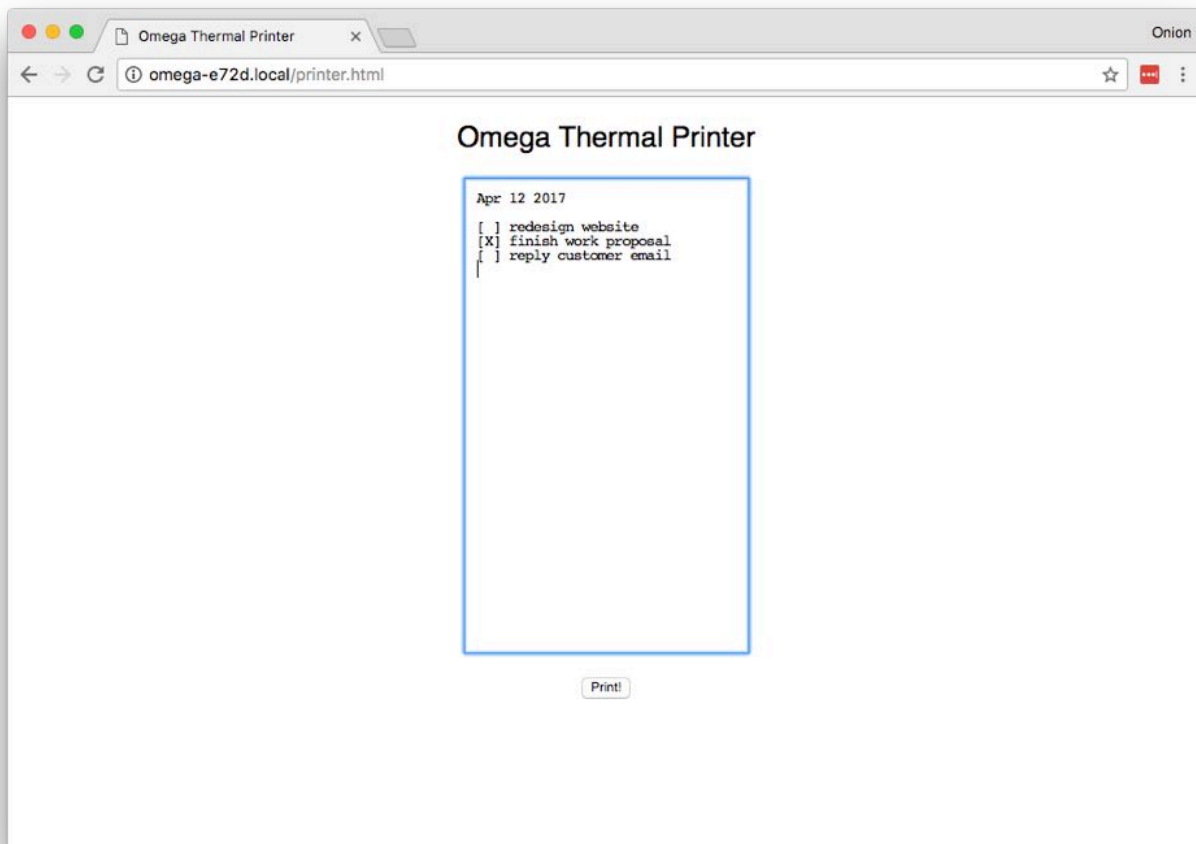 Omega Thermal Printer
Onion
omega-e72d.local/printer.html
Omega Thermal Printer
Apr 12 2017
[ ] redesign website
[X] finish work proposal
[ ] reply customer email
Print!